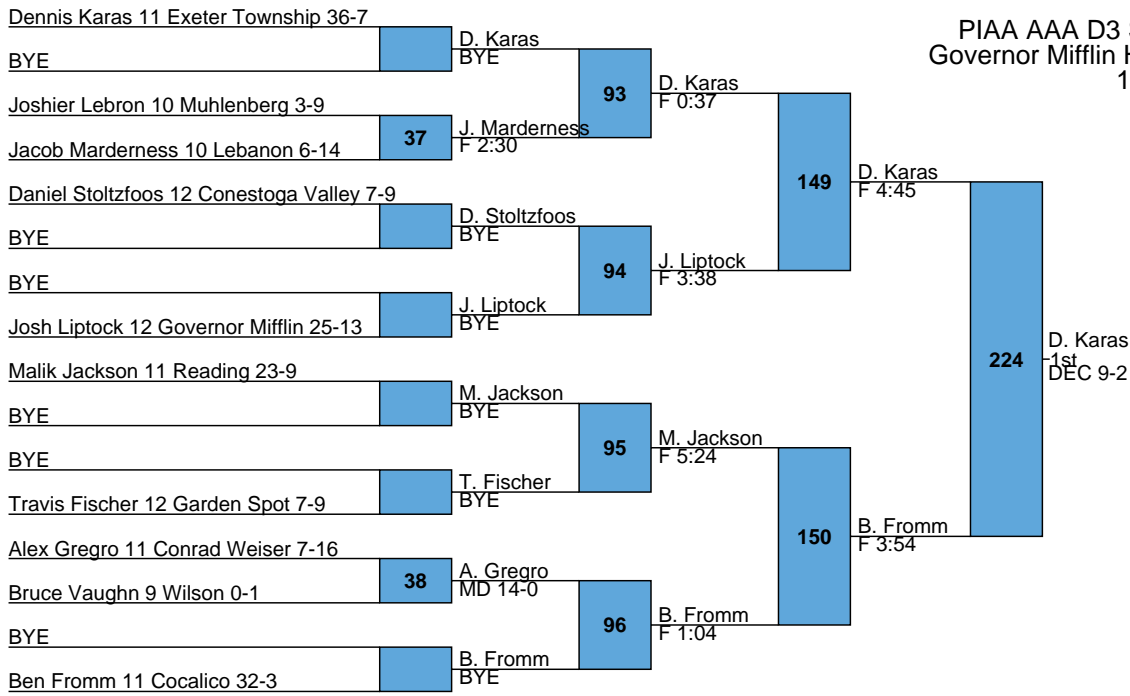 Dennis Karas 11 Exeter Township 36-7
BYE
D. Karas
BYE
Joshier Lebron 10 Muhlenberg 3-9
Jacob Marderness 10 Lebanon 6-14
37
J. Marderness
F 2:30
93
D. Karas
F 0:37
Daniel Stoltzfoos 12 Conestoga Valley 7-9
BYE
D. Stoltzfoos
BYE
BYE
Josh Liptock 12 Governor Mifflin 25-13
J. Liptock
BYE
94
J. Liptock
F 3:38
149
D. Karas
F 4:45
Malik Jackson 11 Reading 23-9
BYE
M. Jackson
BYE
BYE
Travis Fischer 12 Garden Spot 7-9
T. Fischer
BYE
95
M. Jackson
F 5:24
Alex Gregro 11 Conrad Weiser 7-16
Bruce Vaughn 9 Wilson 0-1
38
A. Gregro
MD 14-0
BYE
Ben Fromm 11 Cocalico 32-3
B. Fromm
BYE
96
B. Fromm
F 1:04
150
B. Fromm
F 3:54
224
D. Karas
1st
DEC 9-2
PIAA AAA D3
Governor Mifflin
1